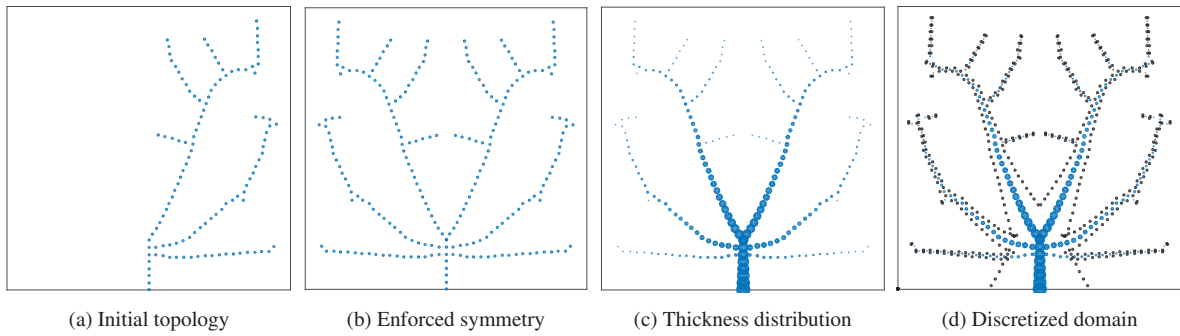 (a) Initial topology
(b) Enforced symmetry
(c) Thickness distribution
(d) Discretized domain